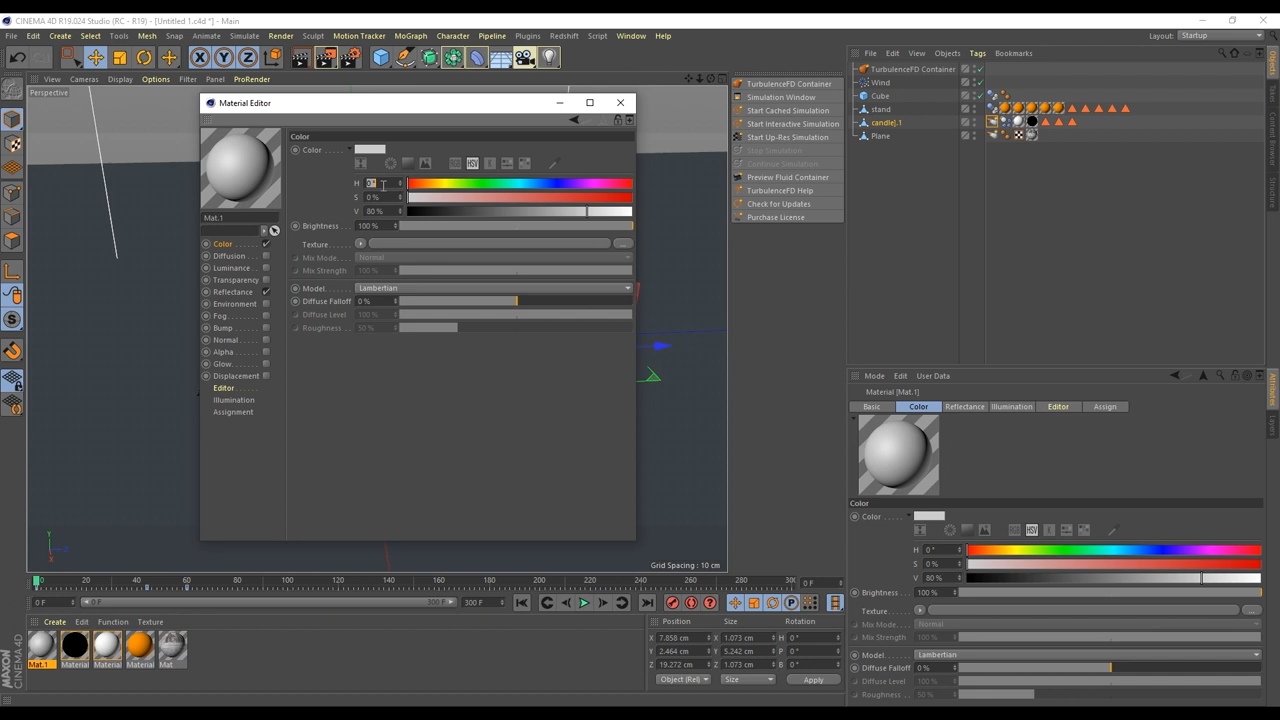 CINEMA 4D R19.024 Studio (RC - R19) - [Untitled 1.c4d *] - Main
File Edit Create Select Tools Mesh Snap Animate Simulate Render Sculpt Motion Tracker MoGraph Character Pipeline Plugins Redshift Script Window Help
Layout: Startup
View Cameras Display Options Filter Panel ProRender
Perspective
Material Editor
Color
Color
H 0°
S 0 %
V 80 %
Brightness 100 %
Texture
Mix Mode Normal
Mix Strength 100 %
Model Lambertian
Diffuse Falloff 0 %
Diffuse Level 100 %
Roughness 50 %
Mat.1
Color
Diffusion
Luminance
Transparency
Reflectance
Environment
Fog
Bump
Normal
Alpha
Glow
Displacement
Editor
Illumination
Assignment
TurbulenceFD Container
Simulation Window
Start Cached Simulation
Start Interactive Simulation
Start Up-Res Simulation
Stop Simulation
Continue Simulation
Preview Fluid Container
TurbulenceFD Help
Check for Updates
Purchase License
File Edit View Objects Tags Bookmarks
TurbulenceFD Container
Wind
Cube
stand
candle].1
Plane
Objects
Takes
Content Browser
Structure
Mode Edit User Data
Material [Mat.1]
Basic Color Reflectance Illumination Editor Assign
Color
Color
H 0°
S 0 %
V 80 %
Brightness 100 %
Texture
Mix Mode Normal
Mix Strength 100 %
Model Lambertian
Diffuse Falloff 0 %
Diffuse Level 100 %
Roughness 50 %
Attributes
Layers
Y
Z
X
Grid Spacing : 10 cm
0 20 40 60 80 100 120 140 160 180 200 220 240 260 280 300 0 F
0 F 0 F 300 F 300 F
Create Edit Function Texture
Mat.1 Material Material Material Mat
Position Size Rotation
X 7.858 cm X 1.073 cm H 0°
Y 2.464 cm Y 5.242 cm P 0°
Z 19.272 cm Z 1.073 cm B 0°
Object (Rel) Size Apply
MAXON CINEMA 4D